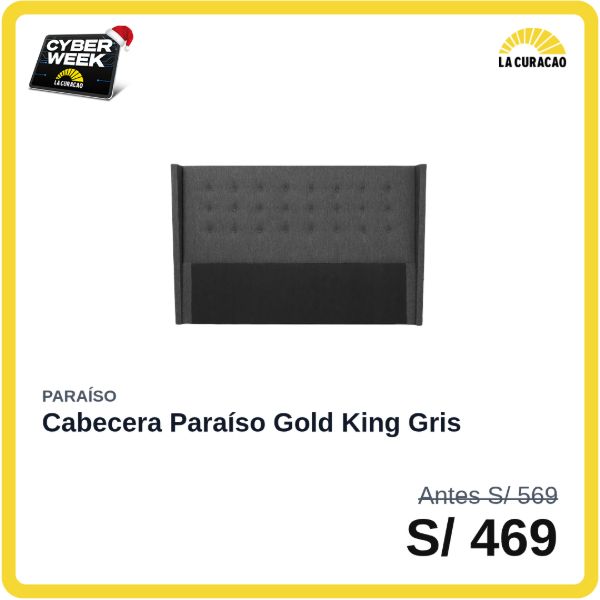 CYBER
WEEK
LA CURACAO
LA CURACAO
PARAÍSO
Cabecera Paraíso Gold King Gris
Antes S/ 569
S/ 469